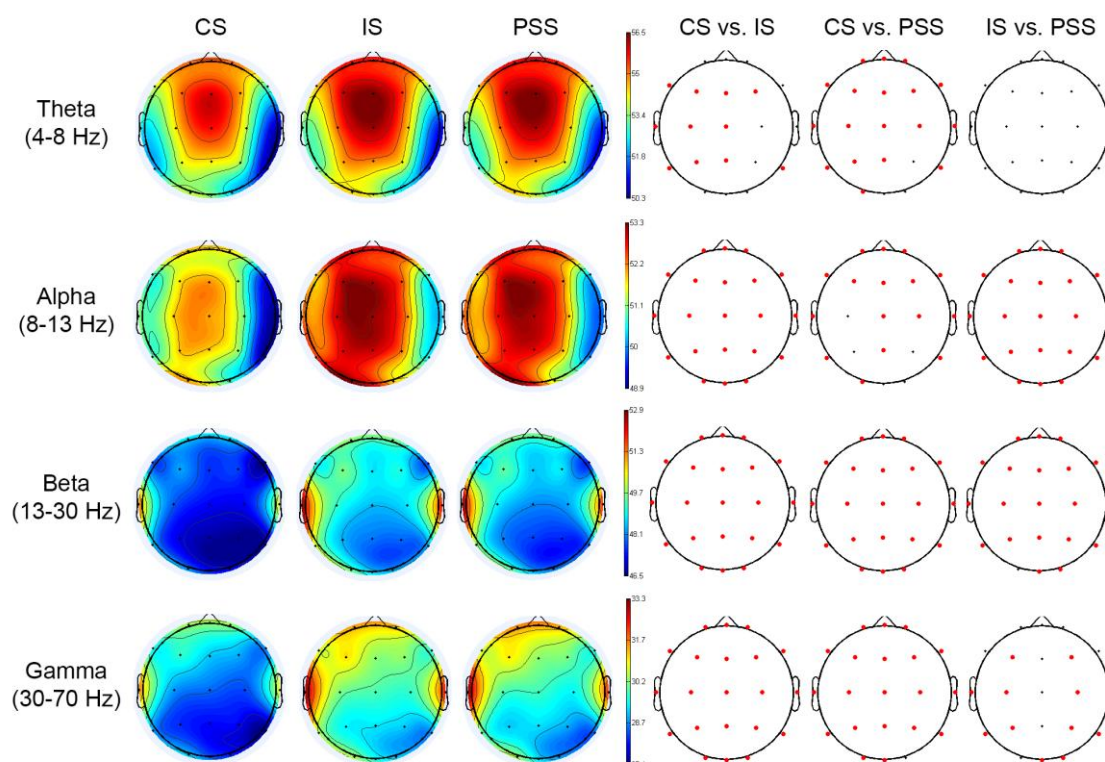 CS IS PSS CS vs. IS CS vs. PSS IS vs. PSS
Theta
(4-8 Hz)
56.5
55
53.4
51.8
50.3
Alpha
(8-13 Hz)
53.3
52.2
51.1
50
48.9
Beta
(13-30 Hz)
52.9
51.3
49.7
48.1
46.5
Gamma
(30-70 Hz)
33.3
31.7
30.2
28.7